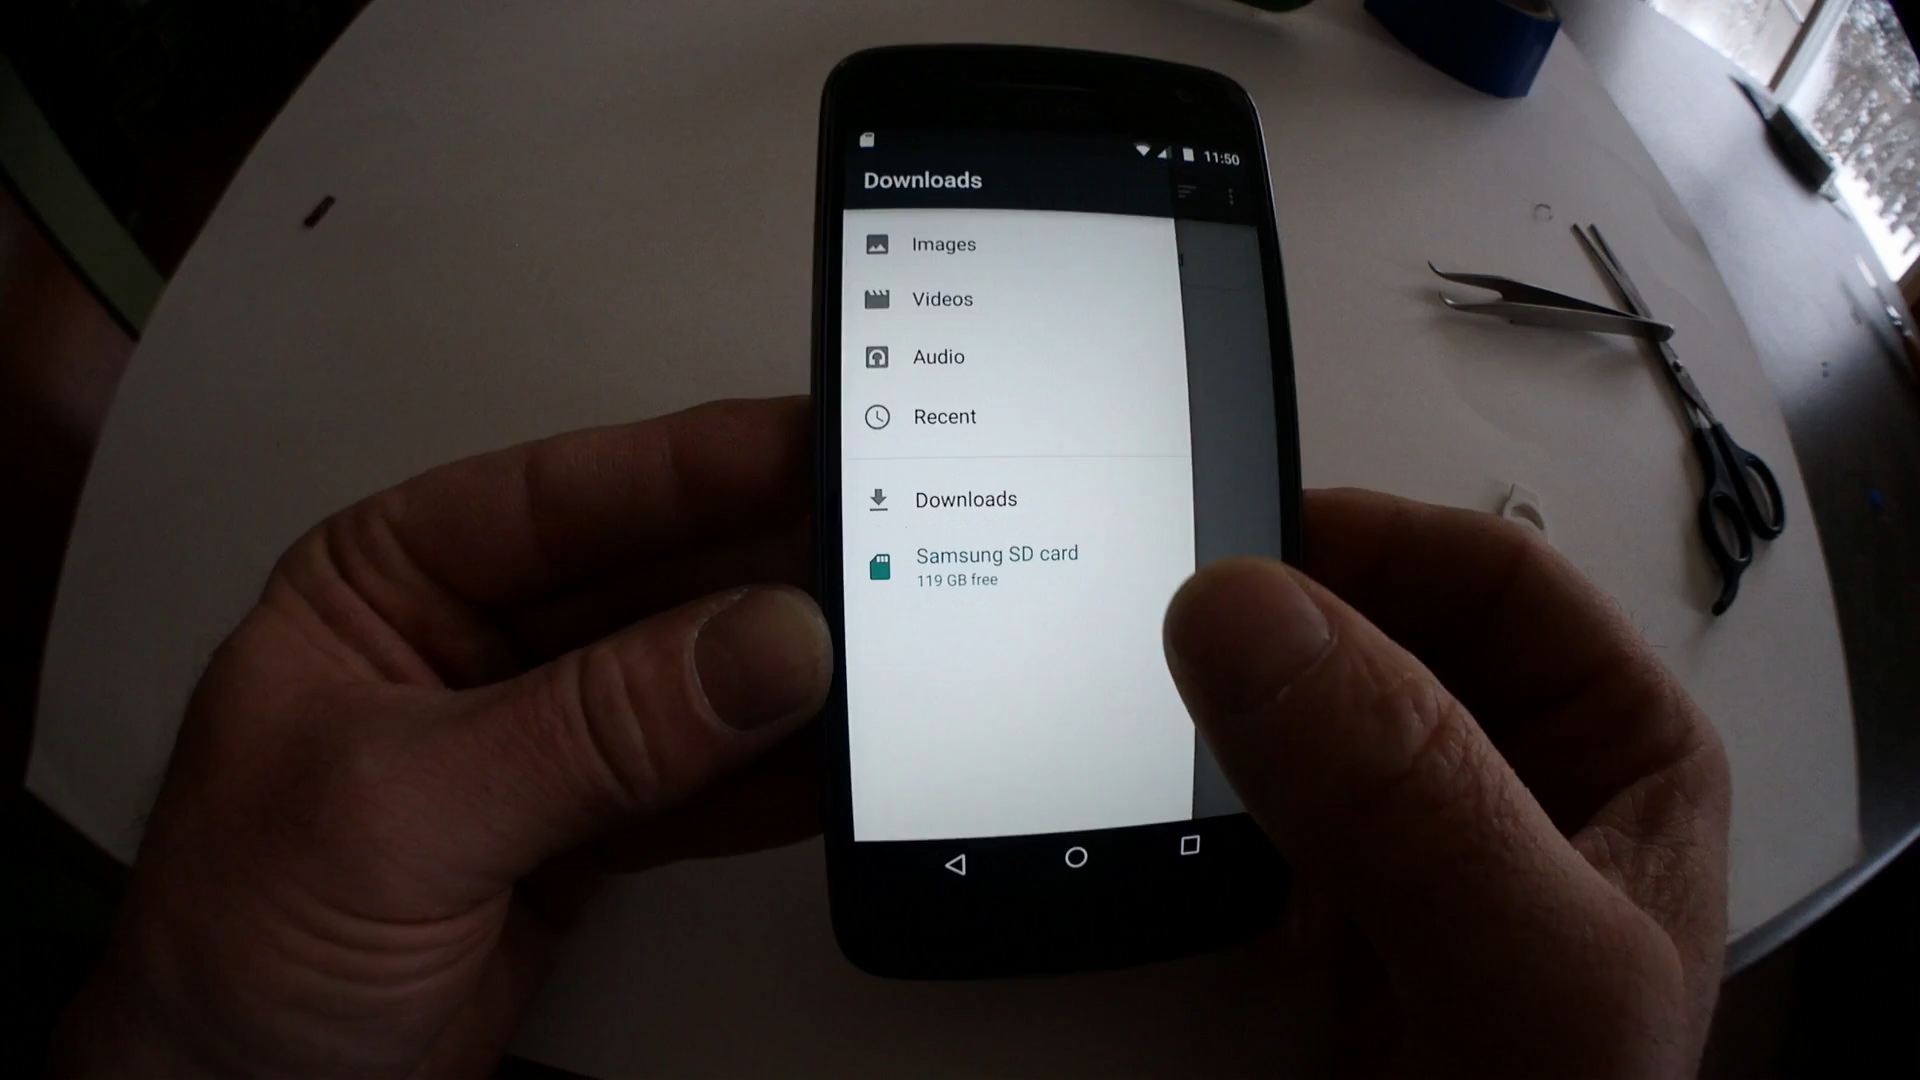 11:50
Downloads
Images
Videos
Audio
Recent
Downloads
Samsung SD card
119 GB free